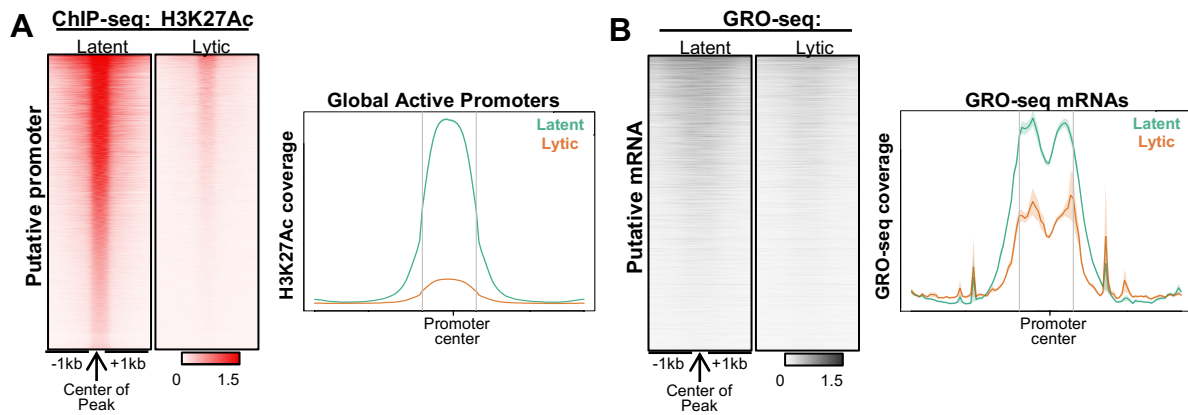 A
ChIP-seq: H3K27Ac
Latent
Lytic
Putative promoter
-1kb
+1kb
Center of
Peak
0
1.5
Global Active Promoters
Latent
Lytic
H3K27Ac coverage
Promoter
center
B
GRO-seq:
Latent
Lytic
Putative mRNA
-1kb
+1kb
Center of
Peak
0
1.5
GRO-seq mRNAs
Latent
Lytic
GRO-seq coverage
Promoter
center